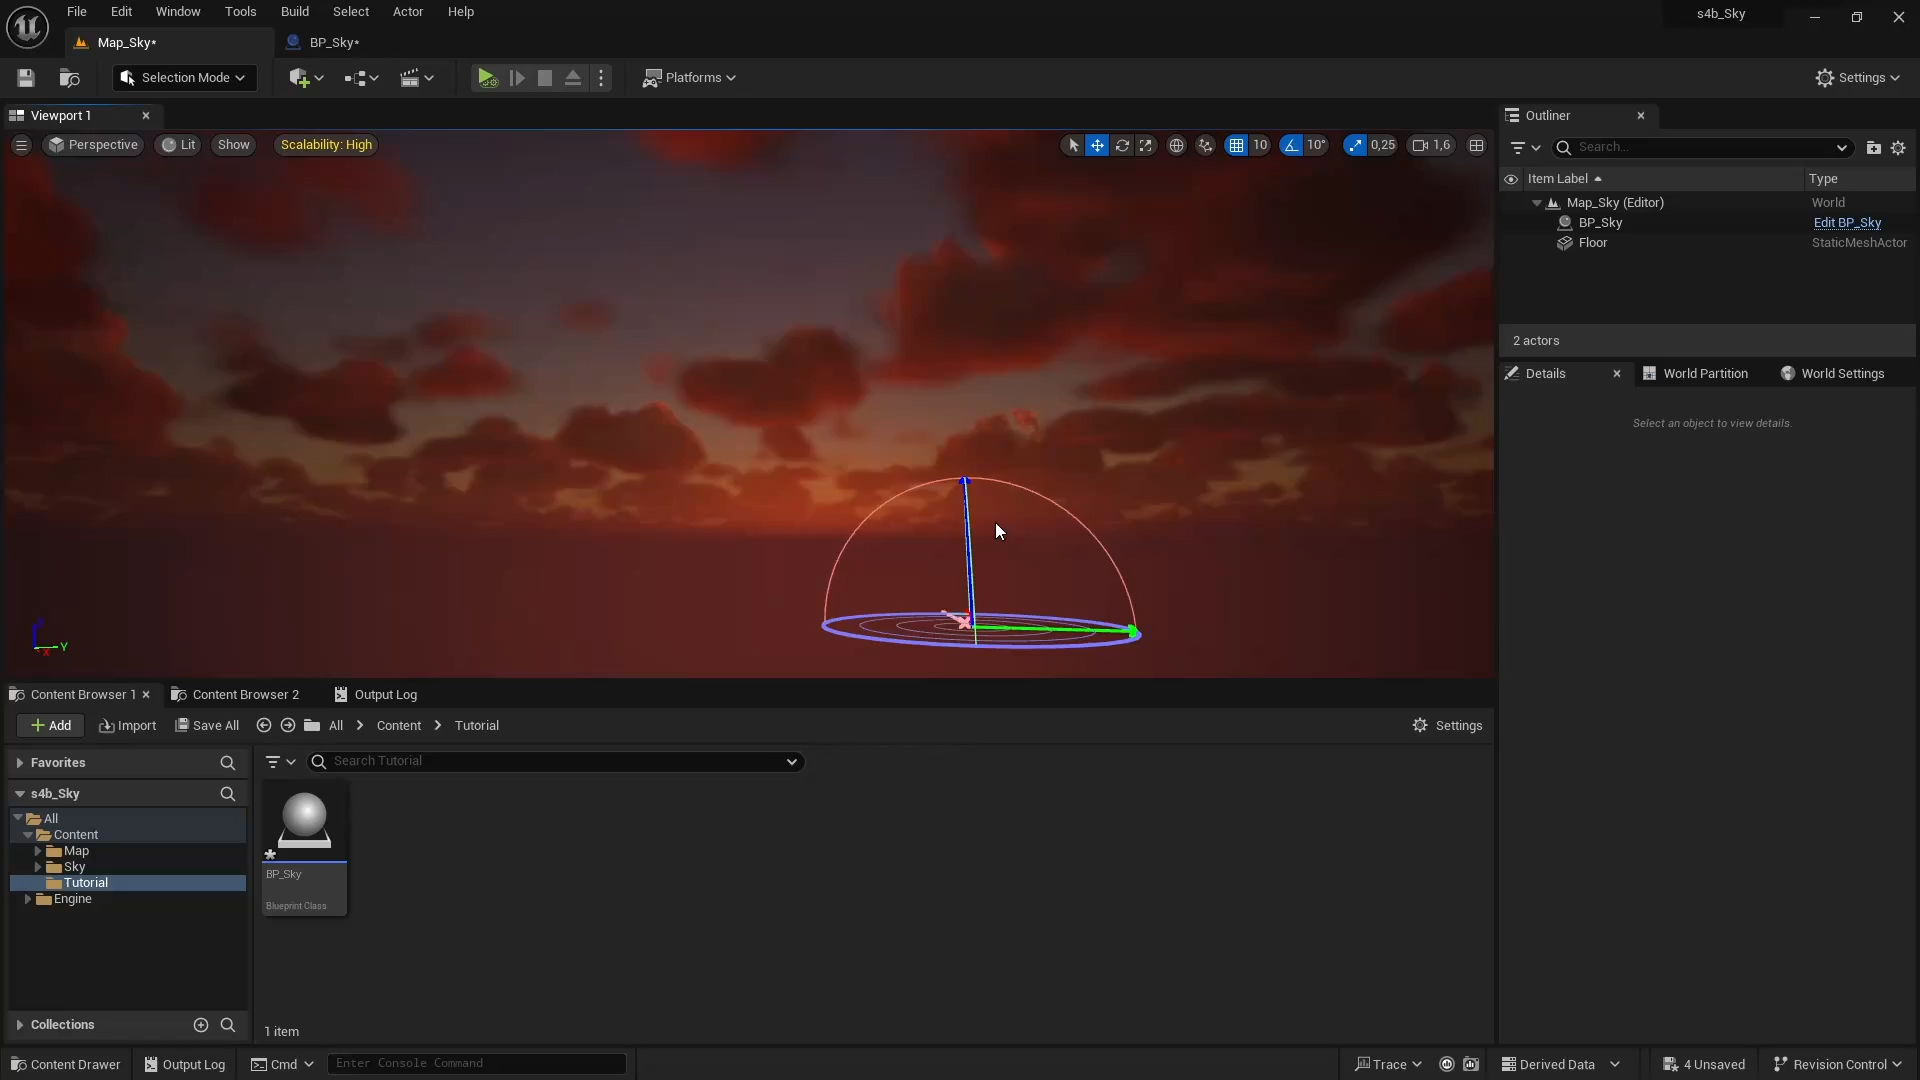 File Edit Window Tools Build Select Actor Help
s4b_Sky
Map_Sky*
BP_Sky*
Selection Mode
Platforms
Settings
Viewport 1
Perspective
Lit
Show
Scalability: High
10
10°
0,25
1,6
Outliner
Search...
Item Label
Type
Map_Sky (Editor)
World
BP_Sky
Edit BP_Sky
Floor
StaticMeshActor
2 actors
Details
World Partition
World Settings
Select an object to view details.
Y
X
Content Browser 1
Content Browser 2
Output Log
Add
Import
Save All
All
Content
Tutorial
Settings
Favorites
Search Tutorial
s4b_Sky
All
Content
Map
Sky
Tutorial
Engine
BP_Sky
Blueprint Class
Collections
1 item
Content Drawer
Output Log
Cmd
Enter Console Command
Trace
Derived Data
4 Unsaved
Revision Control